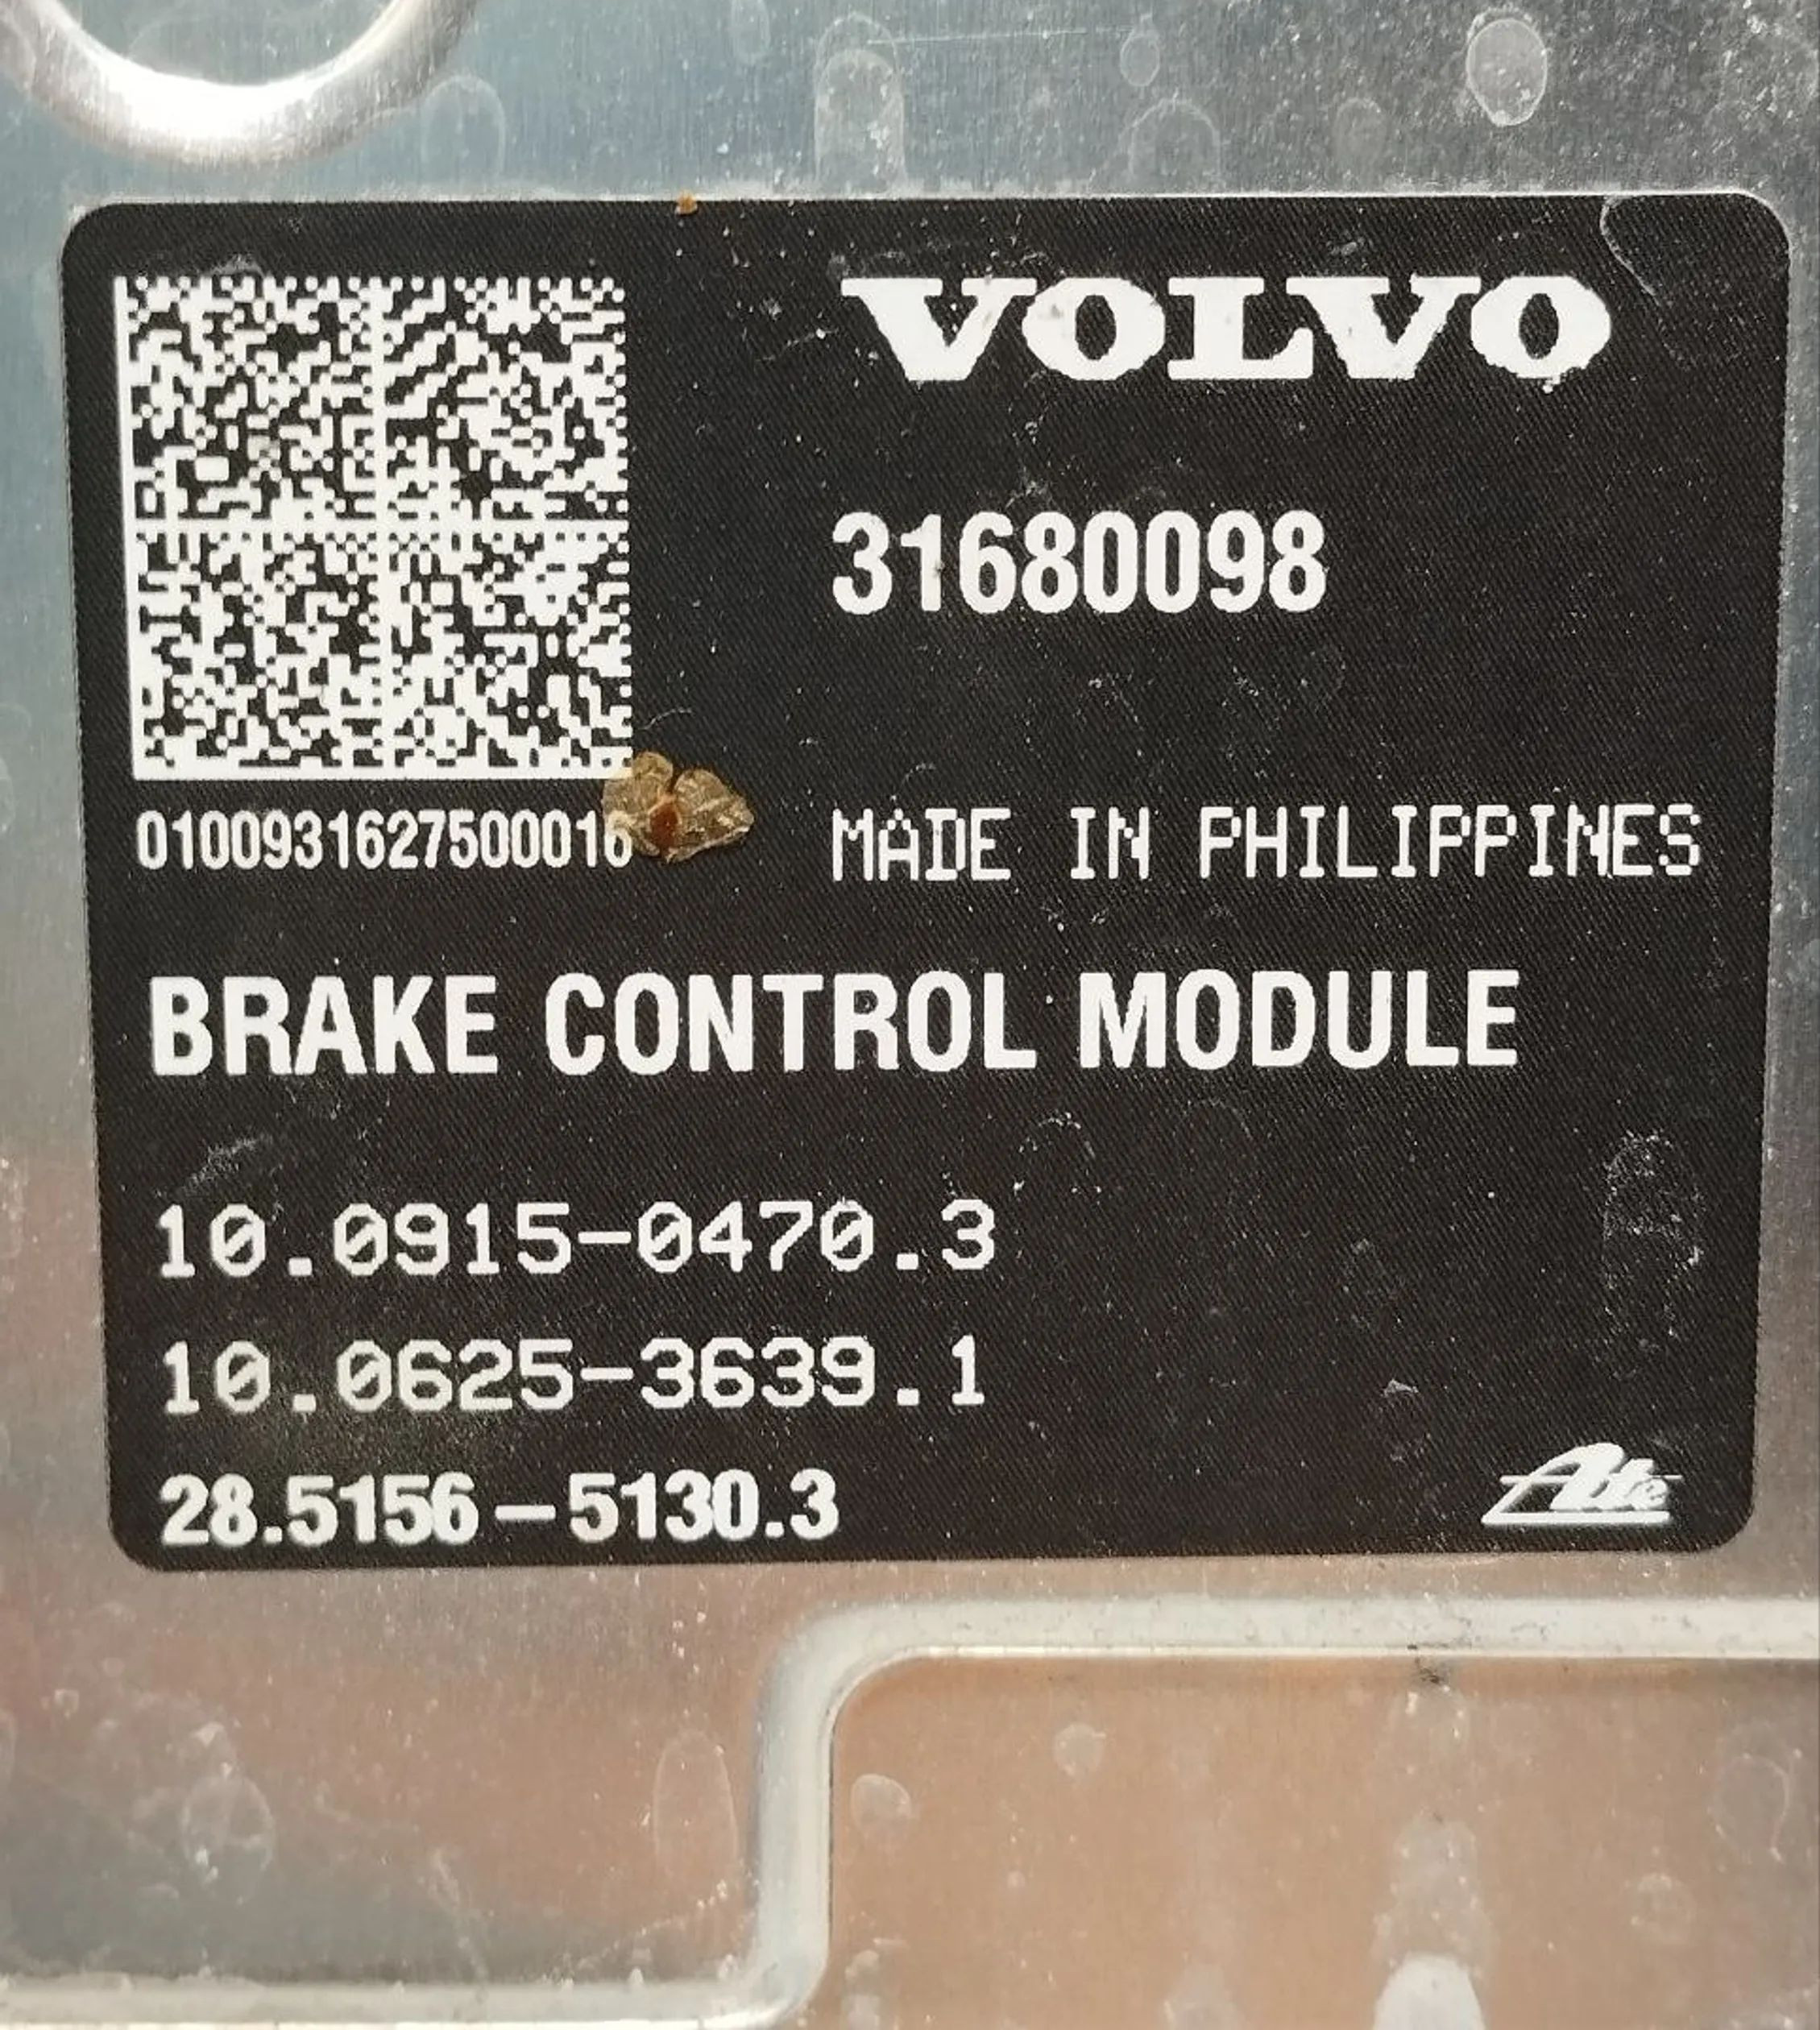 VOLVO
31680098
0100931627500016
MADE IN PHILIPPINES
BRAKE CONTROL MODULE
10.0915-0470.3
10.0625-3639.1
28.5156-5130.3
Ate